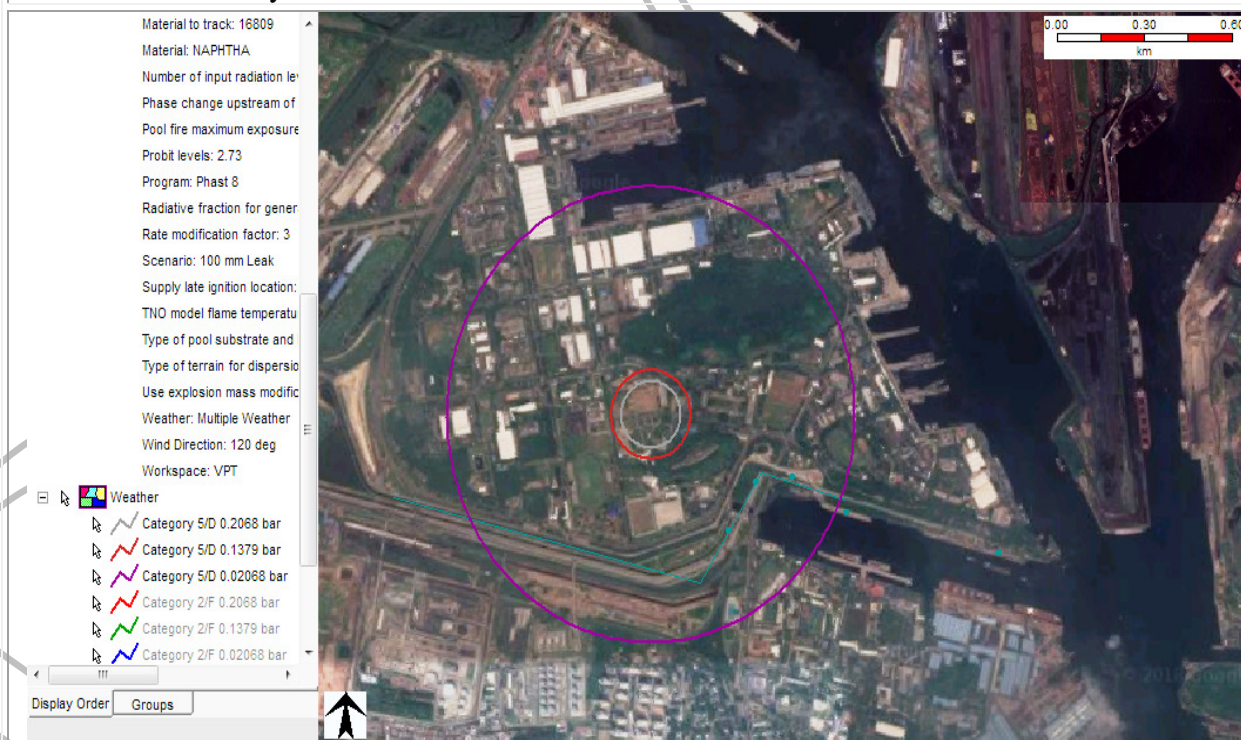 Material to track: 16809
Material: NAPHTHA
Number of input radiation lev
Phase change upstream of
Pool fire maximum exposure
Probit levels: 2.73
Program: Phast 8
Radiative fraction for gener
Rate modification factor: 3
Scenario: 100 mm Leak
Supply late ignition location:
TNO model flame temperatu
Type of pool substrate and
Type of terrain for dispersio
Use explosion mass modific
Weather: Multiple Weather
Wind Direction: 120 deg
Workspace: VPT
Weather
Category 5/D 0.2068 bar
Category 5/D 0.1379 bar
Category 5/D 0.02068 bar
Category 2/F 0.2068 bar
Category 2/F 0.1379 bar
Category 2/F 0.02068 bar
Display Order
Groups
0.00 0.30 0.60
km